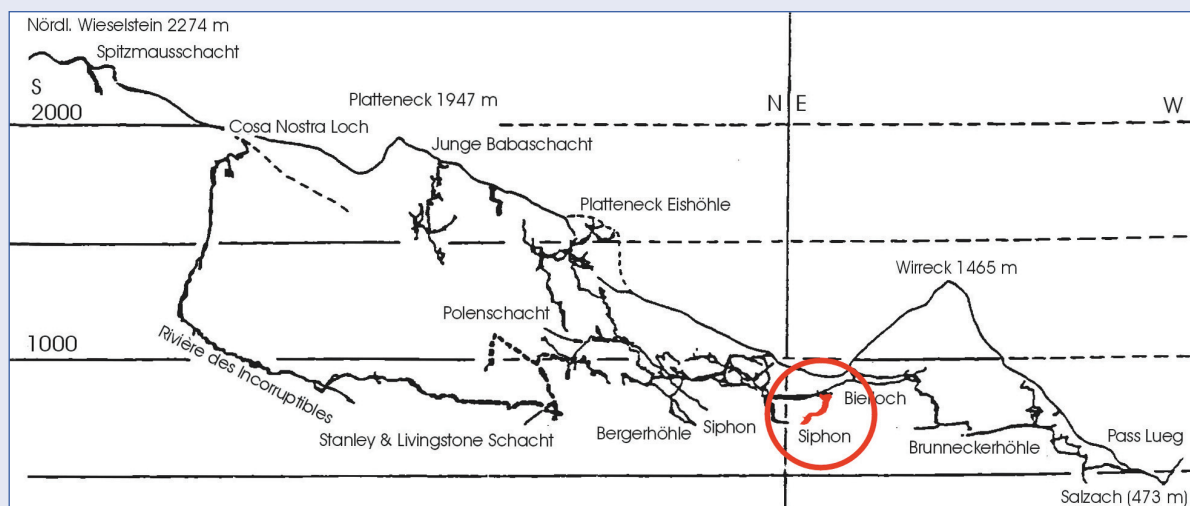 Nördl. Wieselstein 2274 m
Spitzmausschacht
S
2000
Platteneck 1947 m
N E
W
Cosa Nostra Loch
Junge Babaschacht
Platteneck Eishöhle
Wirreck 1465 m
Polenschacht
1000
Rivière des Incorruptibles
Bierloch
Stanley & Livingstone Schacht
Bergerhöhle
Siphon
Siphon
Brunneckerhöhle
Pass Lueg
Salzach (473 m)